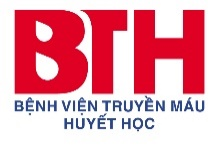 BTH
BỆNH VIỆN TRUYỀN MÁU
HUYẾT HỌC